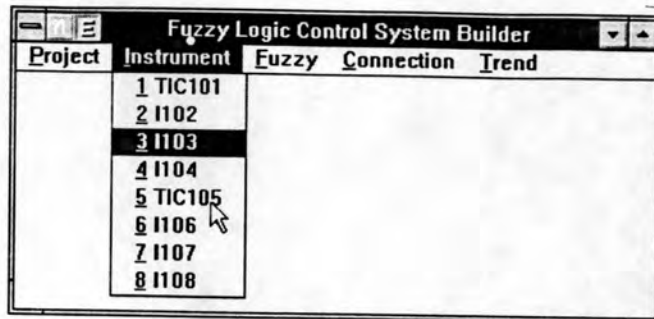 Fuzzy Logic Control System Builder
Project Instrument Fuzzy Connection Trend
1 TIC101
2 I102
3 I103
4 I104
5 TIC105
6 I106
7 I107
8 I108